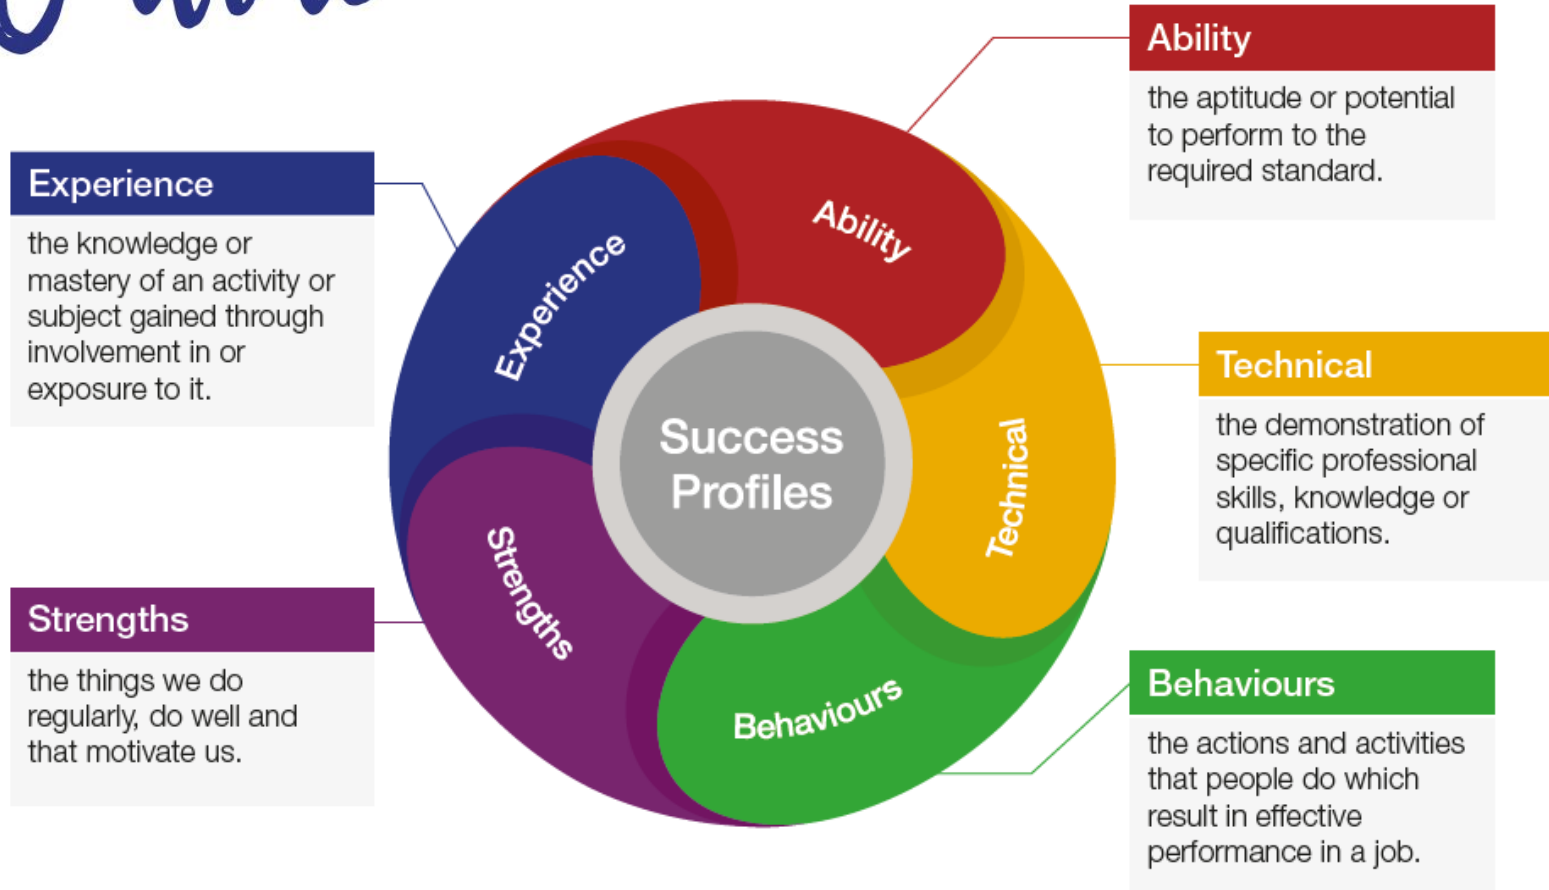 Ability
the aptitude or potential
to perform to the
required standard.
Experience
the knowledge or
mastery of an activity or
subject gained through
involvement in or
exposure to it.
Technical
the demonstration of
specific professional
skills, knowledge or
qualifications.
Strengths
the things we do
regularly, do well and
that motivate us.
Behaviours
the actions and activities
that people do which
result in effective
performance in a job.
Success
Profiles
Ability
Technical
Behaviours
Strengths
Experience